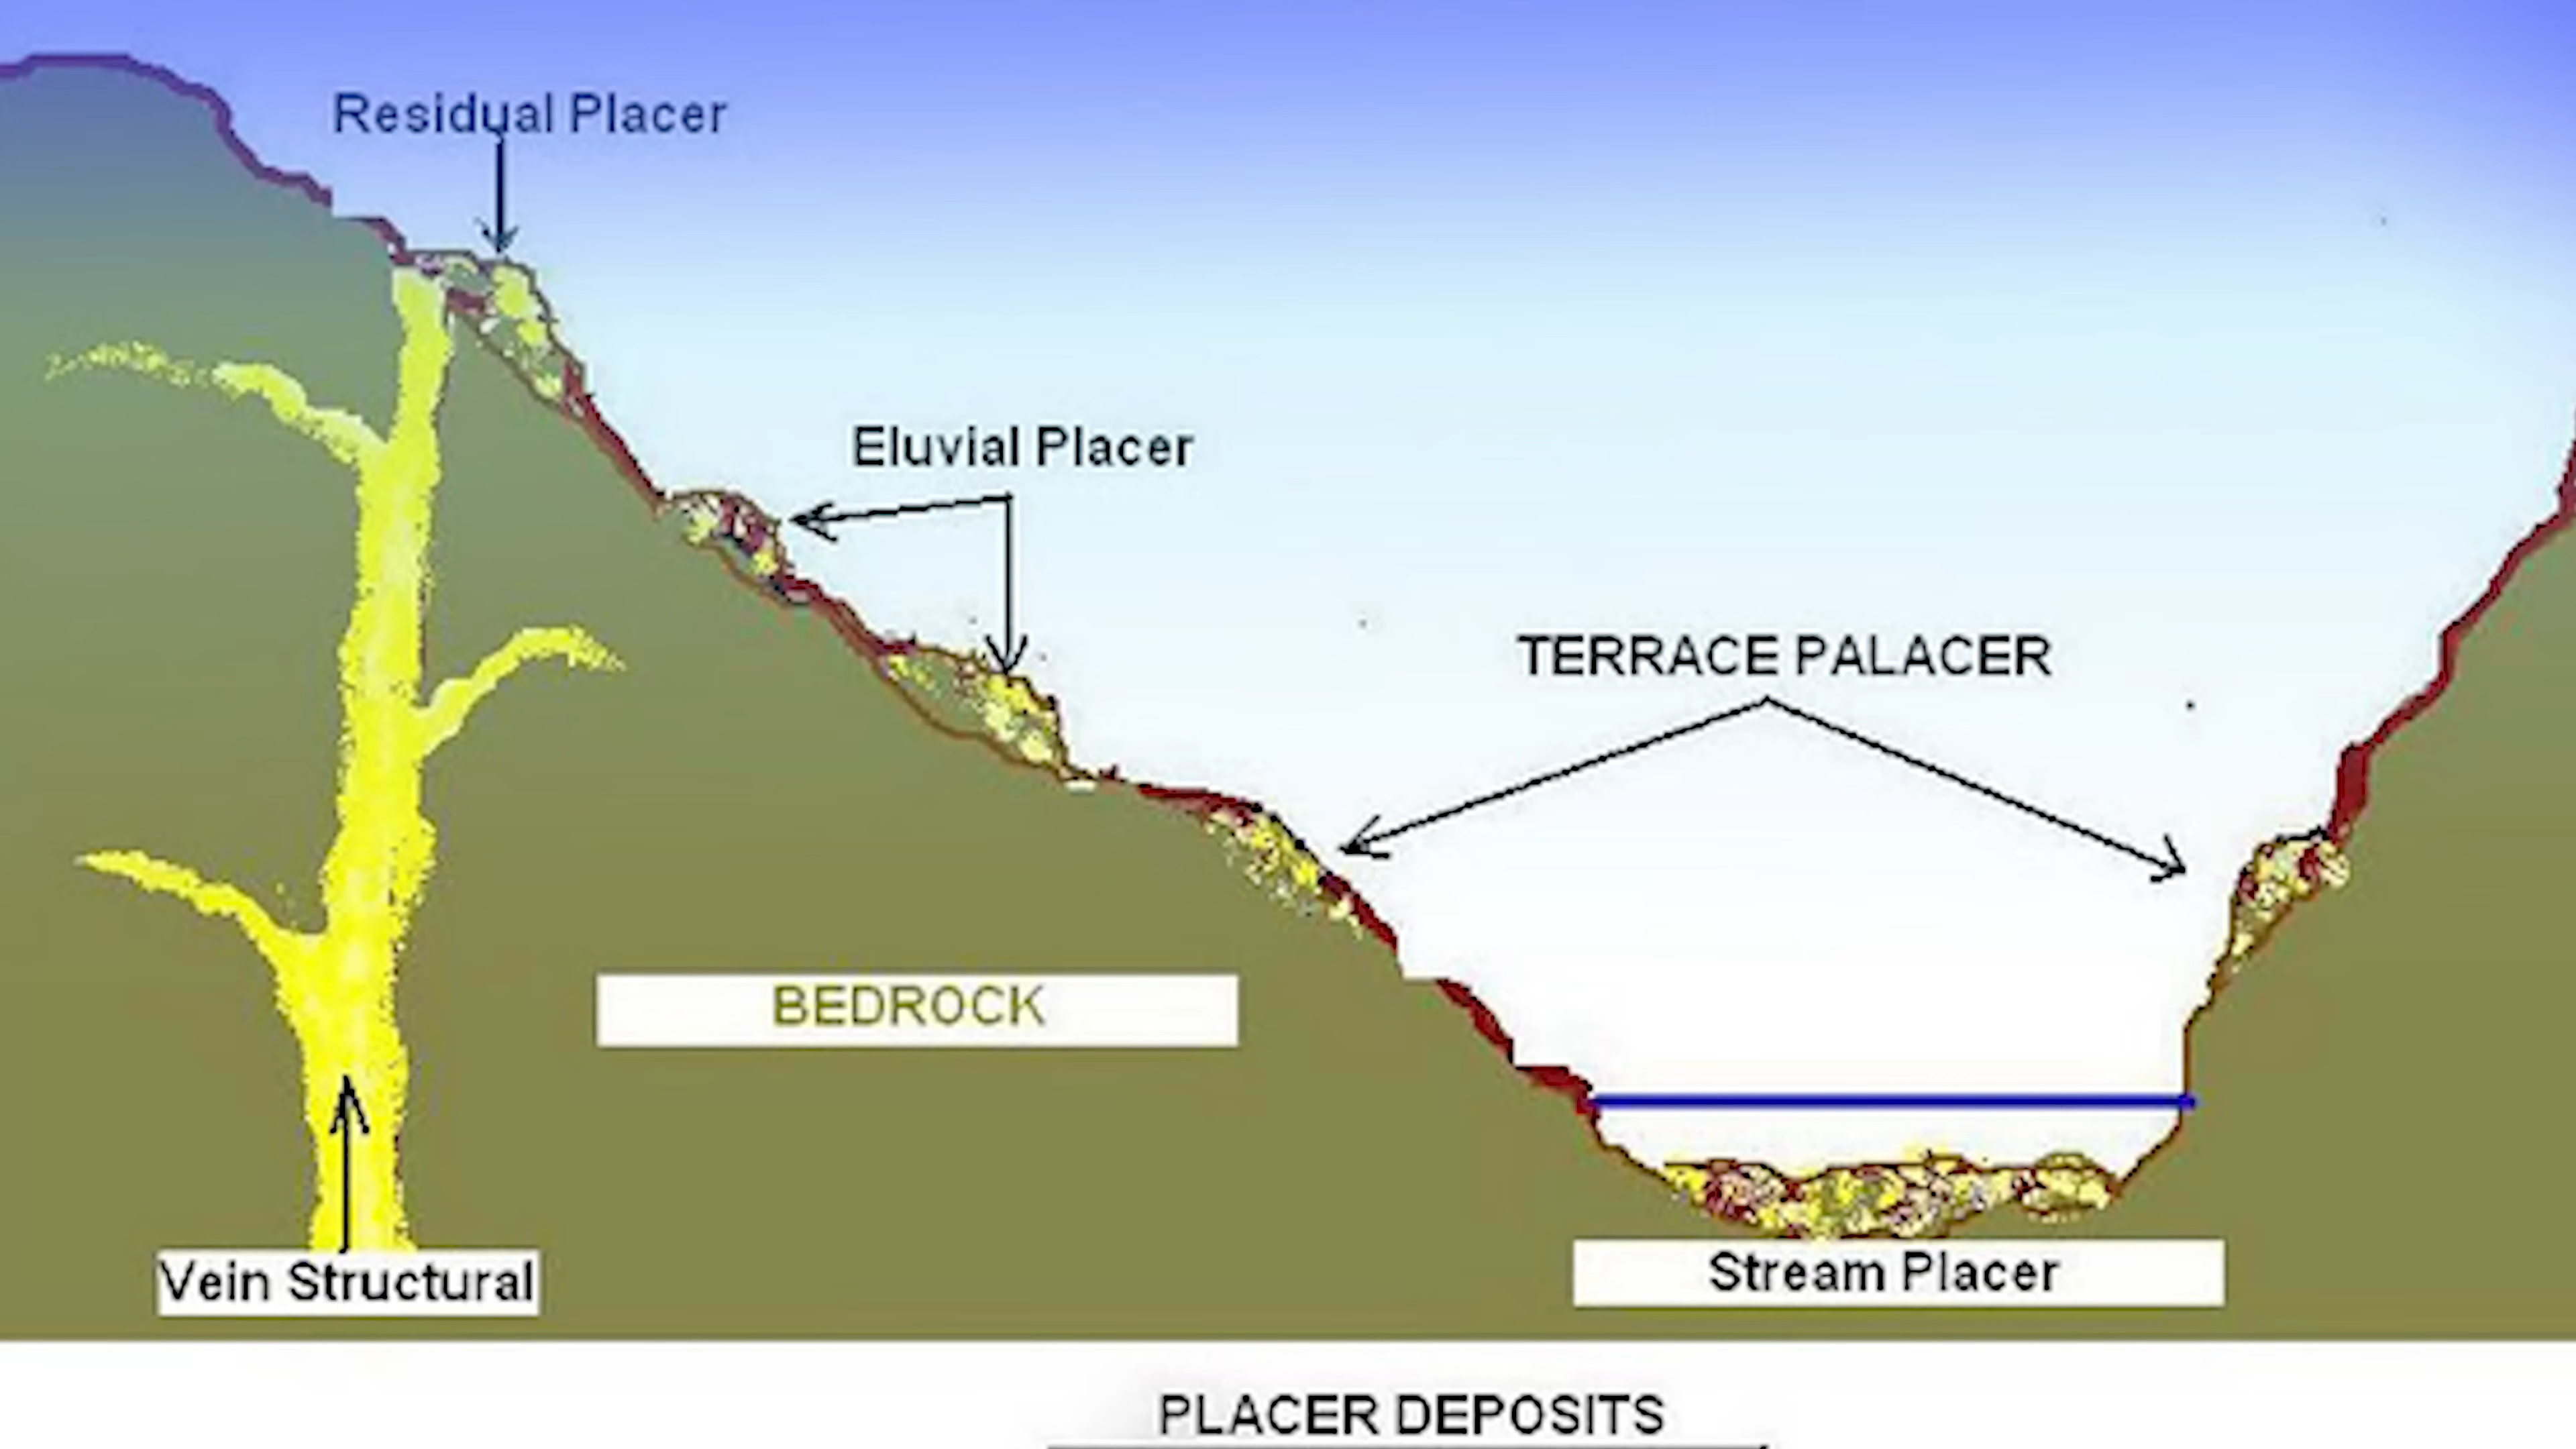 Residual Placer
Eluvial Placer
TERRACE PALACER
BEDROCK
Vein Structural
Stream Placer
PLACER DEPOSITS